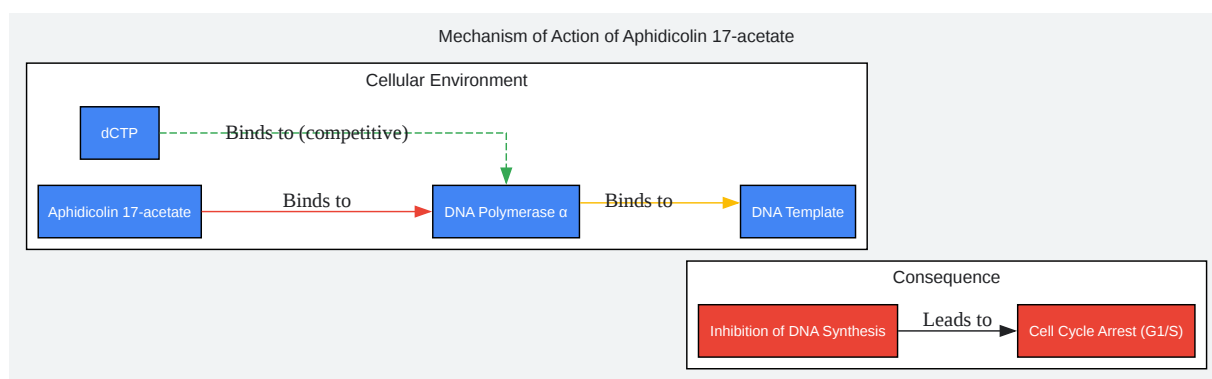 Mechanism of Action of Aphidicolin 17-acetate
Cellular Environment
dCTP
Binds to (competitive)
Aphidicolin 17-acetate
Binds to
DNA Polymerase α
Binds to
DNA Template
Consequence
Inhibition of DNA Synthesis
Leads to
Cell Cycle Arrest (G1/S)